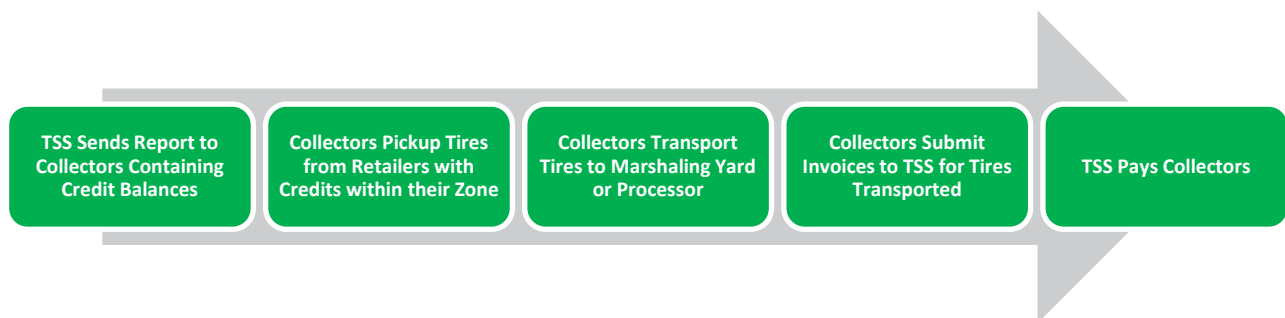 TSS Sends Report to
Collectors Containing
Credit Balances
Collectors Pickup Tires
from Retailers with
Credits within their Zone
Collectors Transport
Tires to Marshaling Yard
or Processor
Collectors Submit
Invoices to TSS for Tires
Transported
TSS Pays Collectors